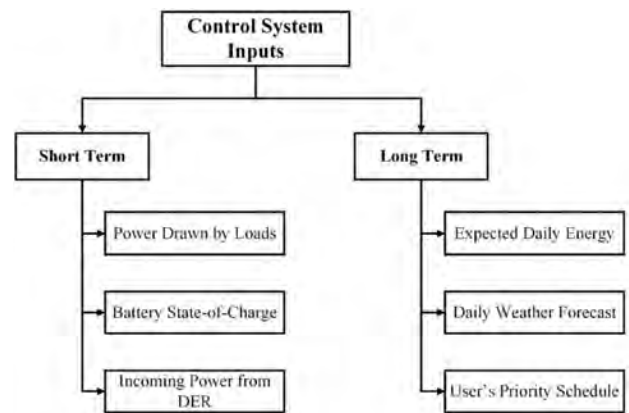 Control System
Inputs
Short Term
Long Term
Power Drawn by Loads
Battery State-of-Charge
Incoming Power from
DER
Expected Daily Energy
Daily Weather Forecast
User's Priority Schedule